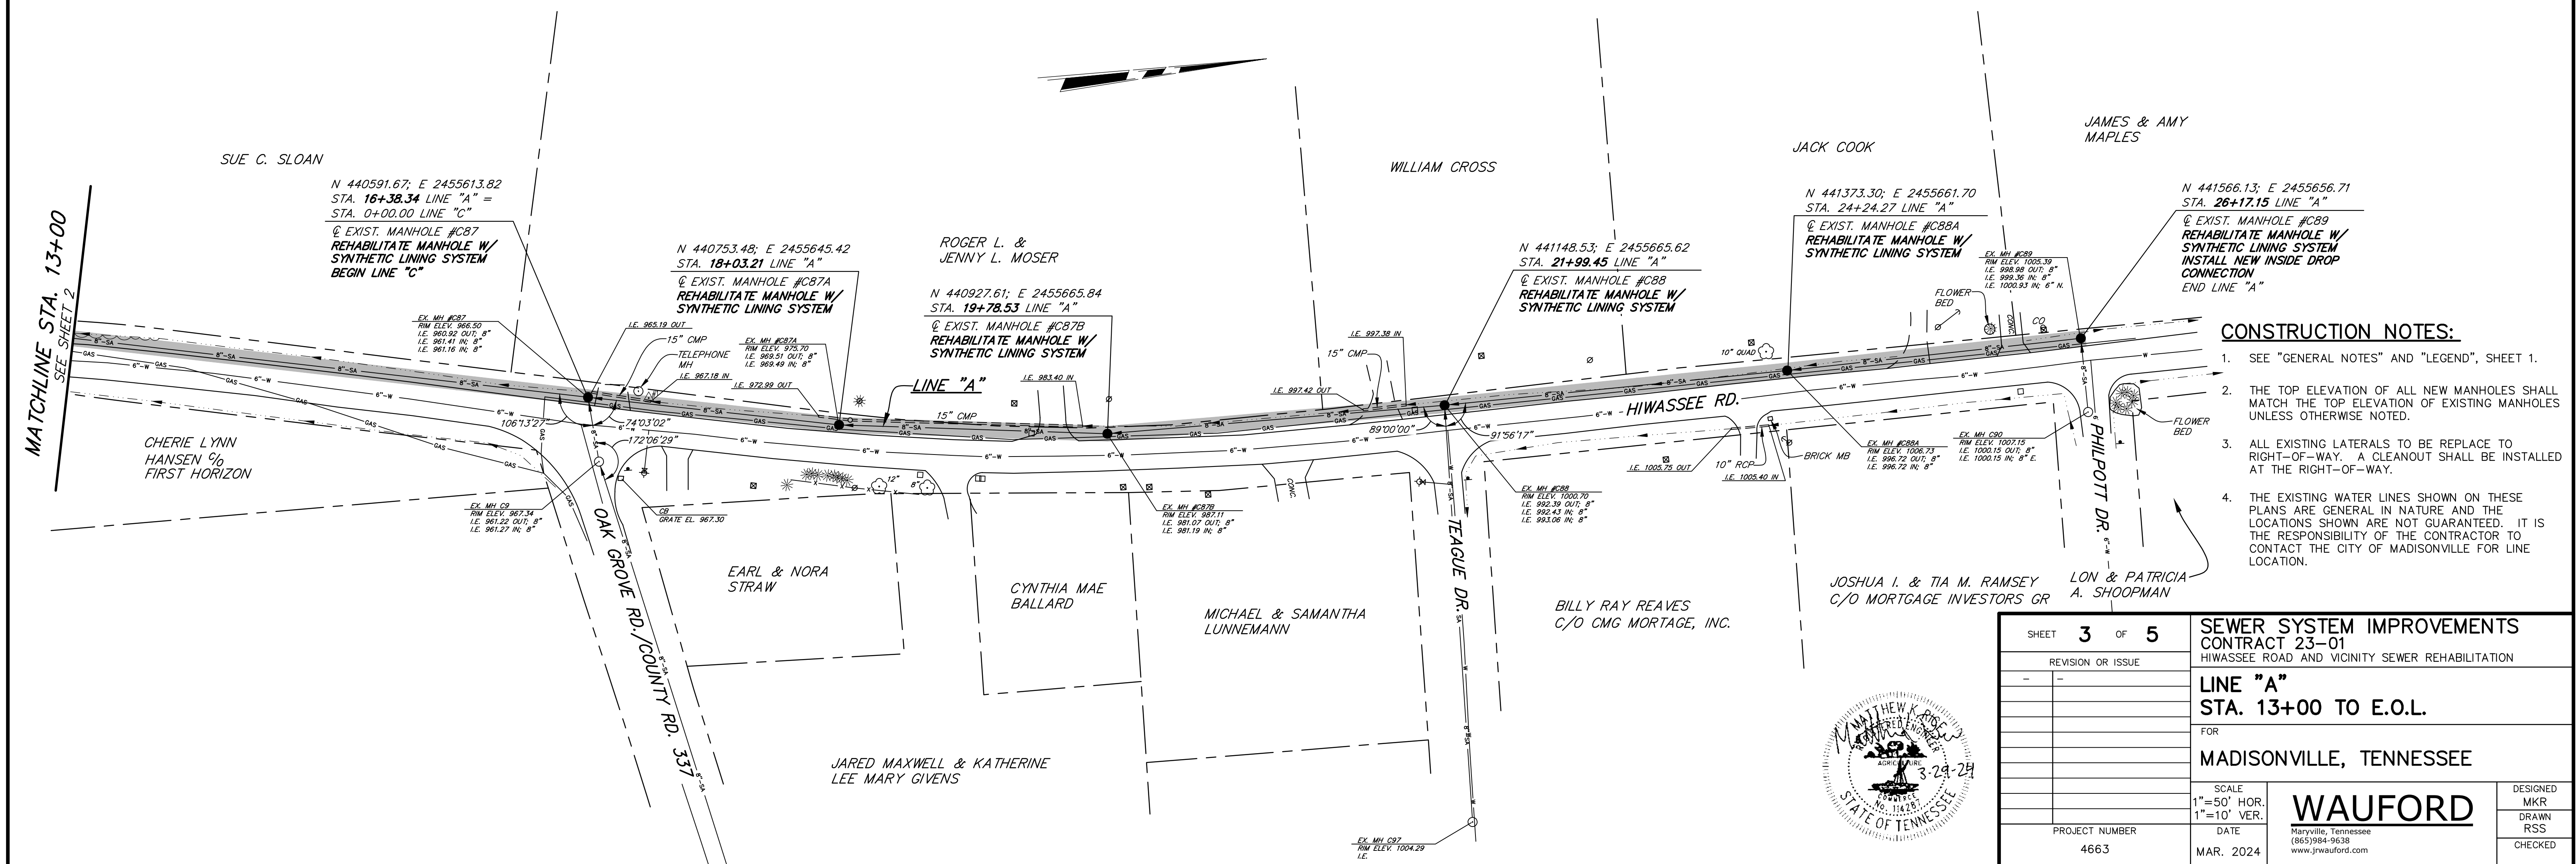 MATCHLINE STA. 13+00
SEE SHEET 2
SUE C. SLOAN
N 440591.67; E 2455613.82
STA. 16+38.34 LINE "A" =
STA. 0+00.00 LINE "C"
℄ EXIST. MANHOLE #C87
REHABILITATE MANHOLE W/
SYNTHETIC LINING SYSTEM
BEGIN LINE "C"
EX. MH #C87
RIM ELEV. 966.50
I.E. 960.92 OUT; 8"
I.E. 961.41 IN; 8"
I.E. 961.16 IN; 8"
CHERIE LYNN
HANSEN C/O
FIRST HORIZON
106°13'27"
74°03'02"
172°06'29"
I.E. 965.19 OUT
15" CMP
TELEPHONE
MH
I.E. 967.18 IN
N 440753.48; E 2455645.42
STA. 18+03.21 LINE "A"
℄ EXIST. MANHOLE #C87A
REHABILITATE MANHOLE W/
SYNTHETIC LINING SYSTEM
EX. MH #C87A
RIM ELEV. 975.70
I.E. 969.51 OUT; 8"
I.E. 969.49 IN; 8"
I.E. 972.99 OUT
ROGER L. &
JENNY L. MOSER
N 440927.61; E 2455665.84
STA. 19+78.53 LINE "A"
℄ EXIST. MANHOLE #C87B
REHABILITATE MANHOLE W/
SYNTHETIC LINING SYSTEM
LINE "A"
15" CMP
I.E. 983.40 IN
EX. MH C9
RIM ELEV. 967.34
I.E. 961.22 OUT; 8"
I.E. 961.27 IN; 8"
CB
GRATE EL. 967.30
OAK GROVE RD./COUNTY RD. 337
12"
8"
EARL & NORA
STRAW
CYNTHIA MAE
BALLARD
EX. MH #C87B
RIM ELEV. 987.11
I.E. 981.07 OUT; 8"
I.E. 981.19 IN; 8"
CONC.
MICHAEL & SAMANTHA
LUNNEMANN
JARED MAXWELL & KATHERINE
LEE MARY GIVENS
WILLIAM CROSS
I.E. 997.38 IN
15" CMP
I.E. 997.42 OUT
N 441148.53; E 2455665.62
STA. 21+99.45 LINE "A"
℄ EXIST. MANHOLE #C88
REHABILITATE MANHOLE W/
SYNTHETIC LINING SYSTEM
89°00'00"
91°56'17"
EX. MH #C88
RIM ELEV. 1000.70
I.E. 992.39 OUT; 8"
I.E. 992.43 IN; 8"
I.E. 993.06 IN; 8"
TEAGUE DR.
EX. MH C97
RIM ELEV. 1004.29
I.E.
HIWASSEE RD.
I.E. 1005.75 OUT
10" RCP
I.E. 1005.40 IN
BRICK MB
10" QUAD
BILLY RAY REAVES
C/O CMG MORTAGE, INC.
JACK COOK
N 441373.30; E 2455661.70
STA. 24+24.27 LINE "A"
℄ EXIST. MANHOLE #C88A
REHABILITATE MANHOLE W/
SYNTHETIC LINING SYSTEM
EX. MH #C88A
RIM ELEV. 1006.73
I.E. 996.72 OUT; 8"
I.E. 996.72 IN; 8"
EX. MH #C89
RIM ELEV. 1005.39
I.E. 998.98 OUT; 8"
I.E. 999.36 IN; 8"
I.E. 1000.93 IN; 6" N.
FLOWER
BED
CONC.
CO
EX. MH C90
RIM ELEV. 1007.15
I.E. 1000.15 OUT; 8"
I.E. 1000.15 IN; 8" E.
JAMES & AMY
MAPLES
N 441566.13; E 2455656.71
STA. 26+17.15 LINE "A"
℄ EXIST. MANHOLE #C89
REHABILITATE MANHOLE W/
SYNTHETIC LINING SYSTEM
INSTALL NEW INSIDE DROP
CONNECTION
END LINE "A"
FLOWER
BED
PHILPOTT DR.
JOSHUA I. & TIA M. RAMSEY
C/O MORTGAGE INVESTORS GR
LON & PATRICIA
A. SHOOPMAN
8"-SA
GAS
6"-W
CONSTRUCTION NOTES:
1. SEE "GENERAL NOTES" AND "LEGEND", SHEET 1.
2. THE TOP ELEVATION OF ALL NEW MANHOLES SHALL
MATCH THE TOP ELEVATION OF EXISTING MANHOLES
UNLESS OTHERWISE NOTED.
3. ALL EXISTING LATERALS TO BE REPLACE TO
RIGHT-OF-WAY. A CLEANOUT SHALL BE INSTALLED
AT THE RIGHT-OF-WAY.
4. THE EXISTING WATER LINES SHOWN ON THESE
PLANS ARE GENERAL IN NATURE AND THE
LOCATIONS SHOWN ARE NOT GUARANTEED. IT IS
THE RESPONSIBILITY OF THE CONTRACTOR TO
CONTACT THE CITY OF MADISONVILLE FOR LINE
LOCATION.
MATTHEW K. RICE
REGISTERED ENGINEER
AGRICULTURE
COMMERCE
No. 114287
STATE OF TENNESSEE
3-29-24
SHEET 3 OF 5
REVISION OR ISSUE
- -
PROJECT NUMBER
4663
SEWER SYSTEM IMPROVEMENTS
CONTRACT 23-01
HIWASSEE ROAD AND VICINITY SEWER REHABILITATION
LINE "A"
STA. 13+00 TO E.O.L.
FOR
MADISONVILLE, TENNESSEE
SCALE
1"=50' HOR.
1"=10' VER.
DATE
MAR. 2024
WAUFORD
Maryville, Tennessee
(865)984-9638
www.jrwauford.com
DESIGNED
MKR
DRAWN
RSS
CHECKED